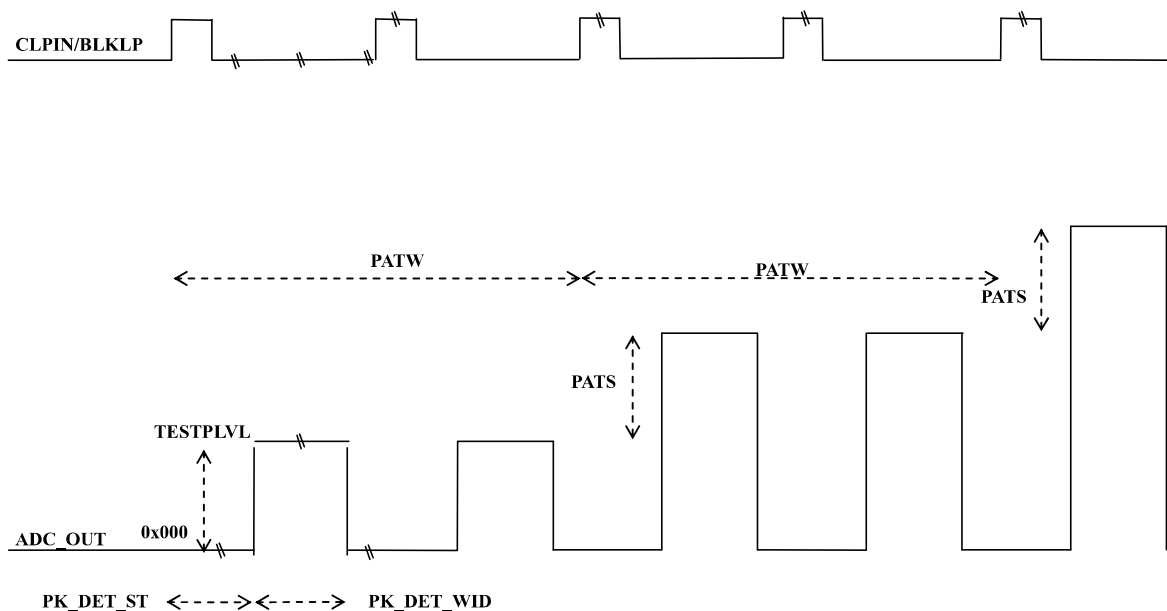 CLPIN/BLKLP
PATW
PATW
PATS
PATS
TESTPLVL
0x000
ADC_OUT
PK_DET_ST
PK_DET_WID